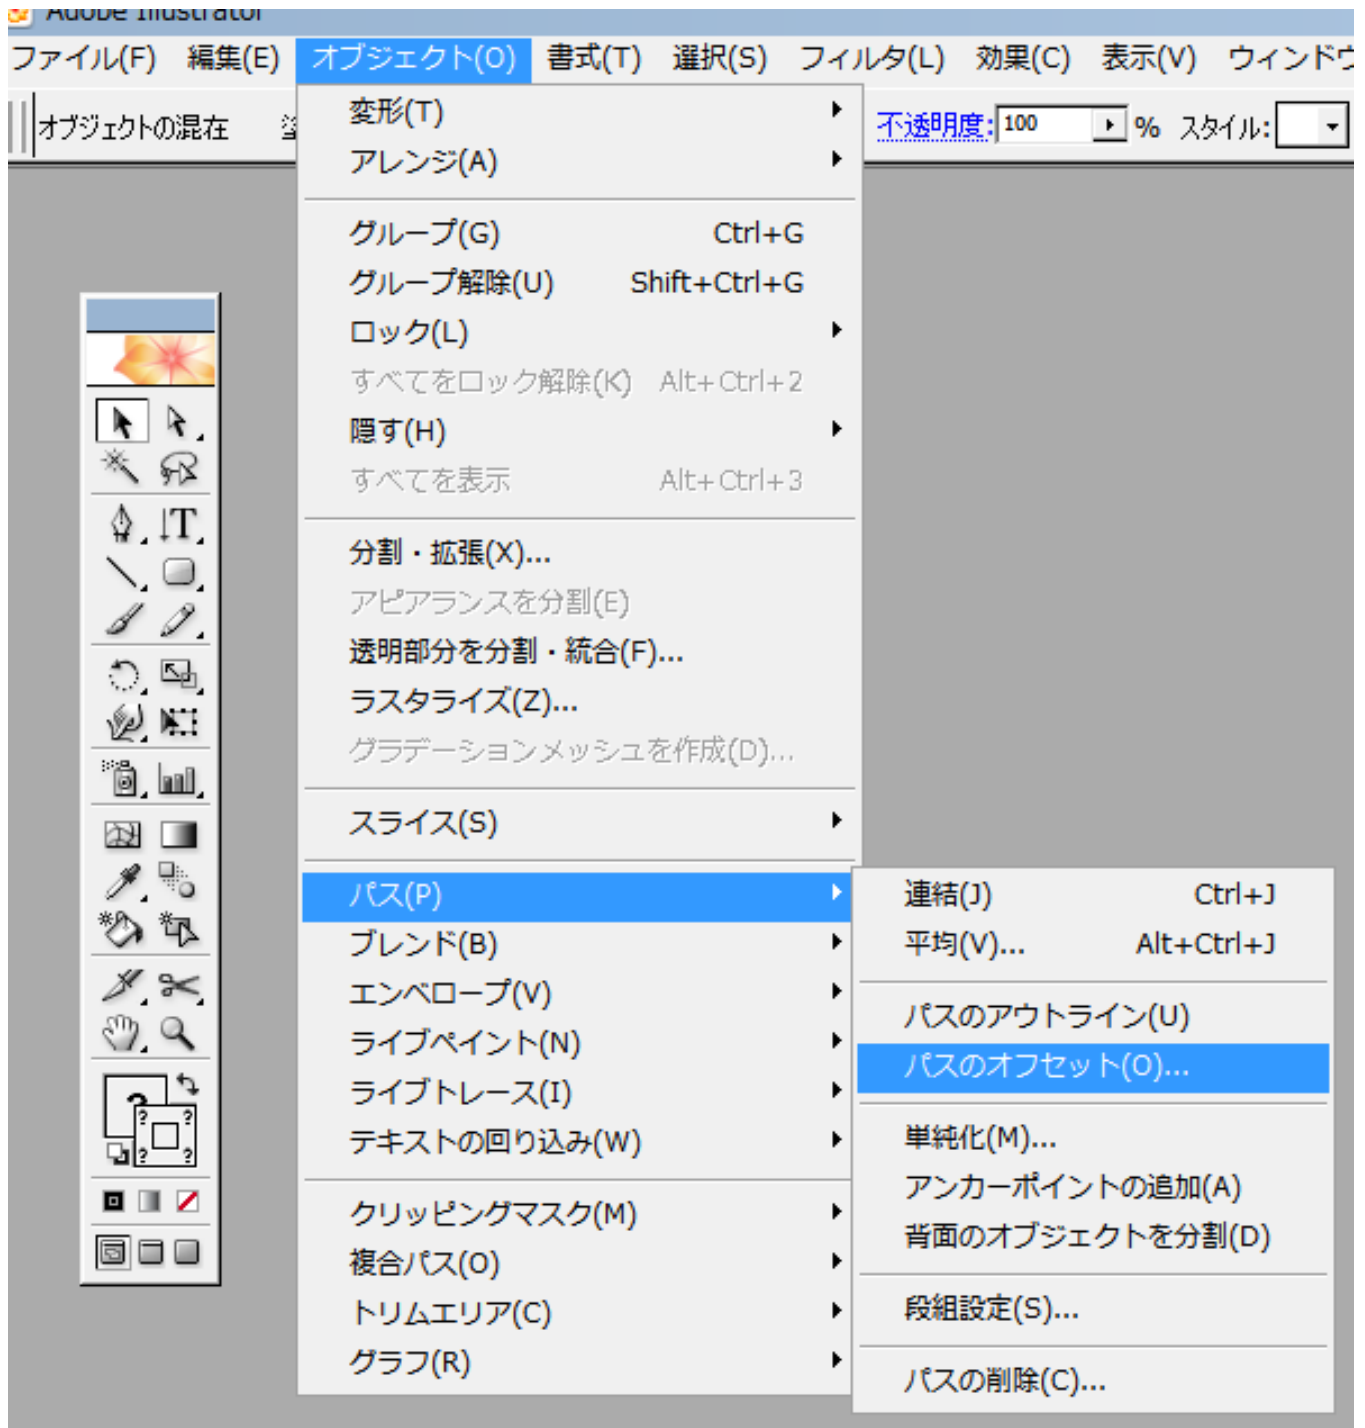 Adobe Illustrator
ファイル(F) 編集(E) オブジェクト(O) 書式(T) 選択(S) フィルタ(L) 効果(C) 表示(V) ウィンドウ
オブジェクトの混在 塗 不透明度: 100 % スタイル:
変形(T)
アレンジ(A)
グループ(G) Ctrl+G
グループ解除(U) Shift+Ctrl+G
ロック(L)
すべてをロック解除(K) Alt+Ctrl+2
隠す(H)
すべてを表示 Alt+Ctrl+3
分割・拡張(X)...
アピアランスを分割(E)
透明部分を分割・統合(F)...
ラスタライズ(Z)...
グラデーションメッシュを作成(D)...
スライス(S)
パス(P)
ブレンド(B)
エンベロープ(V)
ライブペイント(N)
ライブトレース(I)
テキストの回り込み(W)
クリッピングマスク(M)
複合パス(O)
トリムエリア(C)
グラフ(R)
連結(J) Ctrl+J
平均(V)... Alt+Ctrl+J
パスのアウトライン(U)
パスのオフセット(O)...
単純化(M)...
アンカーポイントの追加(A)
背面のオブジェクトを分割(D)
段組設定(S)...
パスの削除(C)...